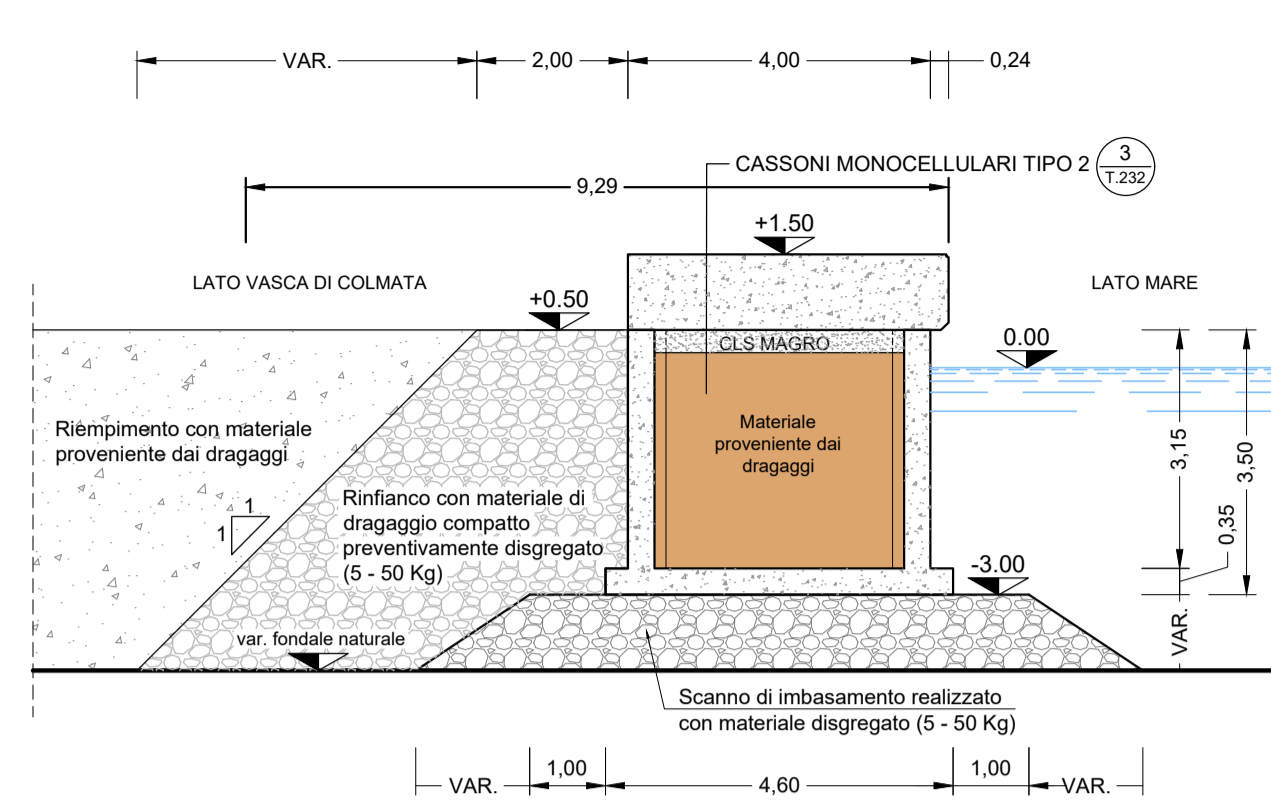 VAR.
2,00
4,00
0,24
CASSONI MONOCELLULARI TIPO 2
3
T.232
9,29
+1.50
LATO VASCA DI COLMATA
+0.50
LATO MARE
0.00
CLS MAGRO
Materiale
proveniente dai
dragaggi
Riempimento con materiale
proveniente dai dragaggi
1
1
Rinfianco con materiale di
dragaggio compatto
preventivamente disgregato
(5 - 50 Kg)
3,15
3,50
0,35
-3.00
VAR.
var. fondale naturale
Scanno di imbasamento realizzato
con materiale disgregato (5 - 50 Kg)
VAR.
1,00
4,60
1,00
VAR.